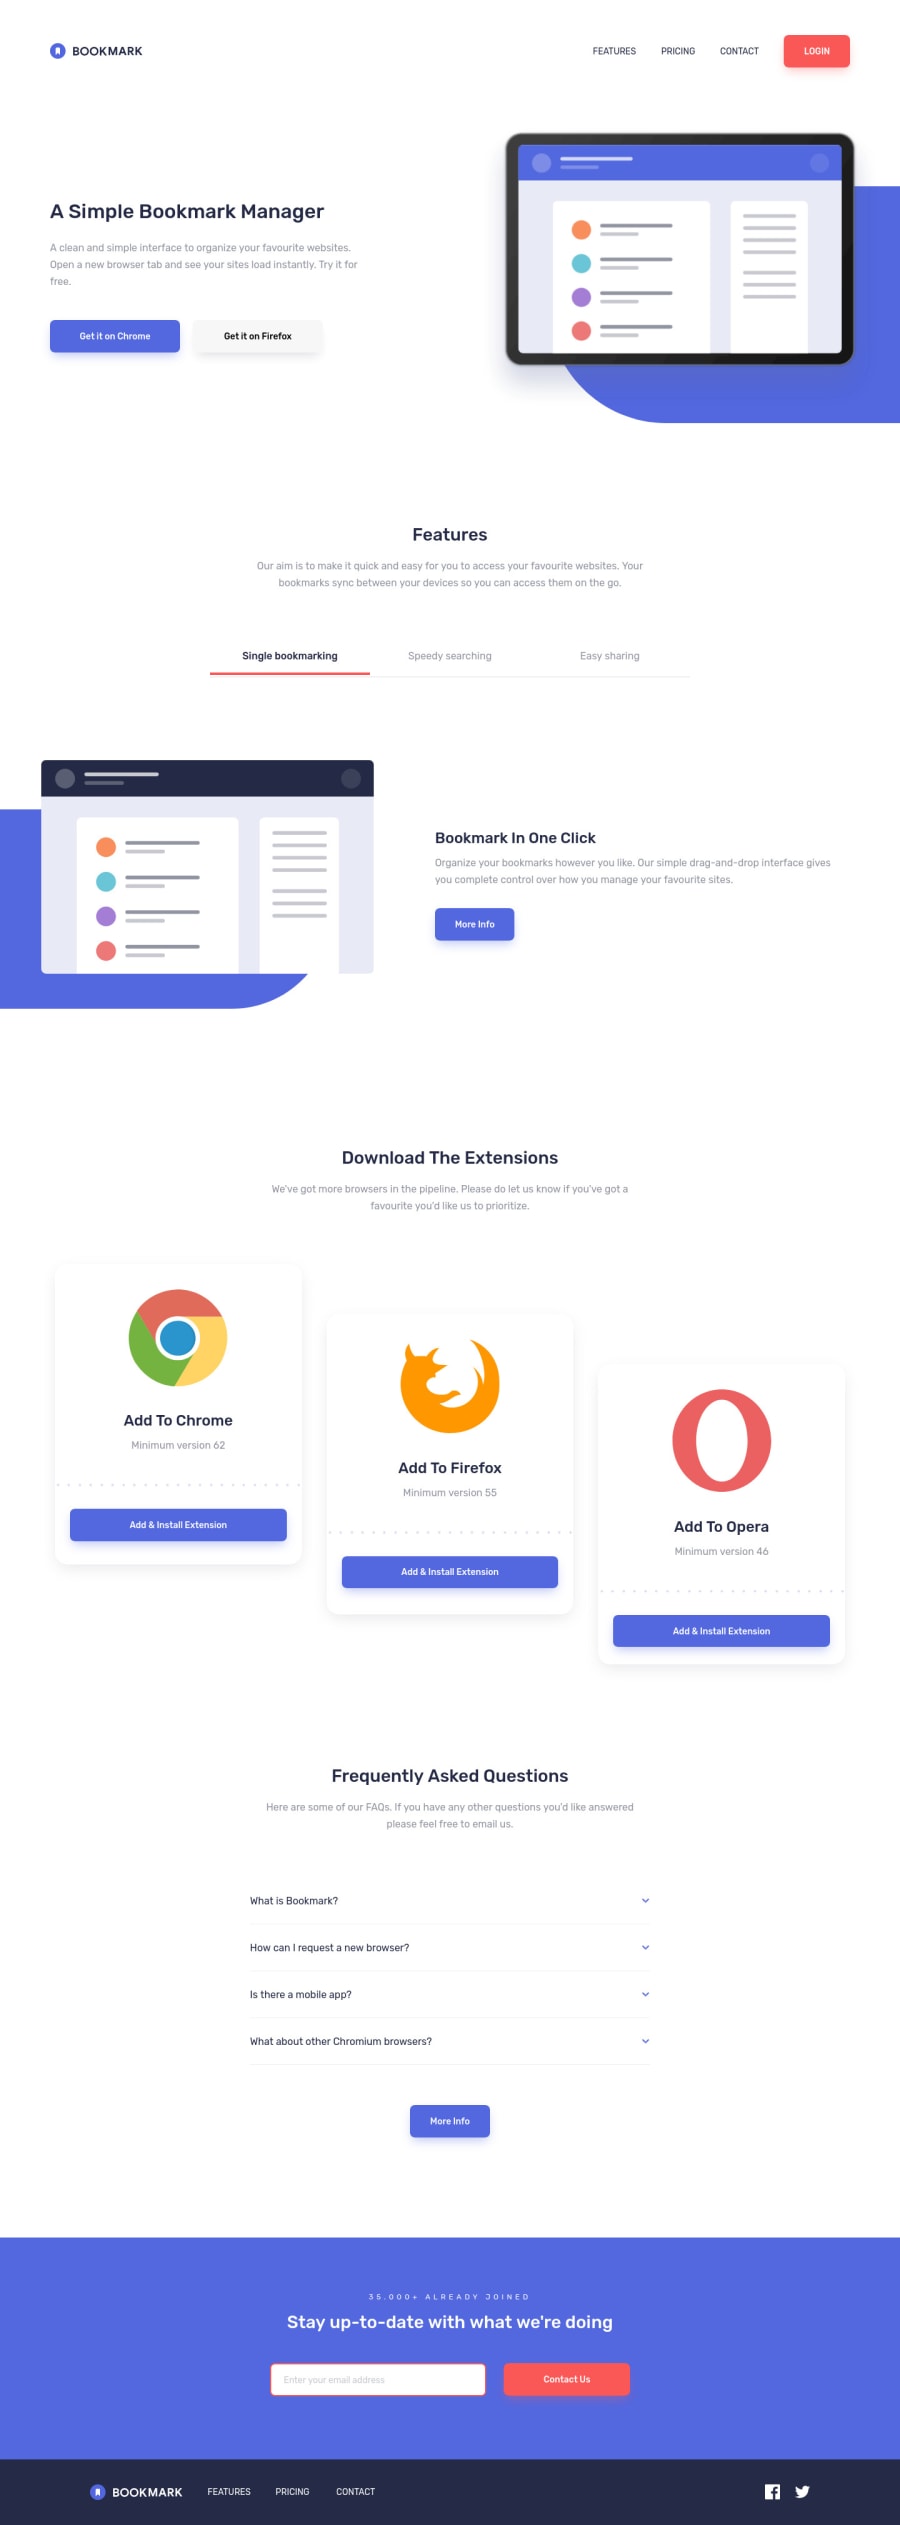 BOOKMARK
FEATURES PRICING CONTACT LOGIN
A Simple Bookmark Manager
A clean and simple interface to organize your favourite websites.
Open a new browser tab and see your sites load instantly. Try it for
free.
Get it on Chrome Get it on Firefox
Features
Our aim is to make it quick and easy for you to access your favourite websites. Your
bookmarks sync between your devices so you can access them on the go.
Single bookmarking Speedy searching Easy sharing
Bookmark In One Click
Organize your bookmarks however you like. Our simple drag-and-drop interface gives
you complete control over how you manage your favourite sites.
More Info
Download The Extensions
We've got more browsers in the pipeline. Please do let us know if you've got a
favourite you'd like us to prioritize.
Add To Chrome
Minimum version 62
Add & Install Extension
Add To Firefox
Minimum version 55
Add & Install Extension
Add To Opera
Minimum version 46
Add & Install Extension
Frequently Asked Questions
Here are some of our FAQs. If you have any other questions you'd like answered
please feel free to email us.
What is Bookmark?
How can I request a new browser?
Is there a mobile app?
What about other Chromium browsers?
More Info
35.000+ ALREADY JOINED
Stay up-to-date with what we're doing
Enter your email address Contact Us
BOOKMARK FEATURES PRICING CONTACT